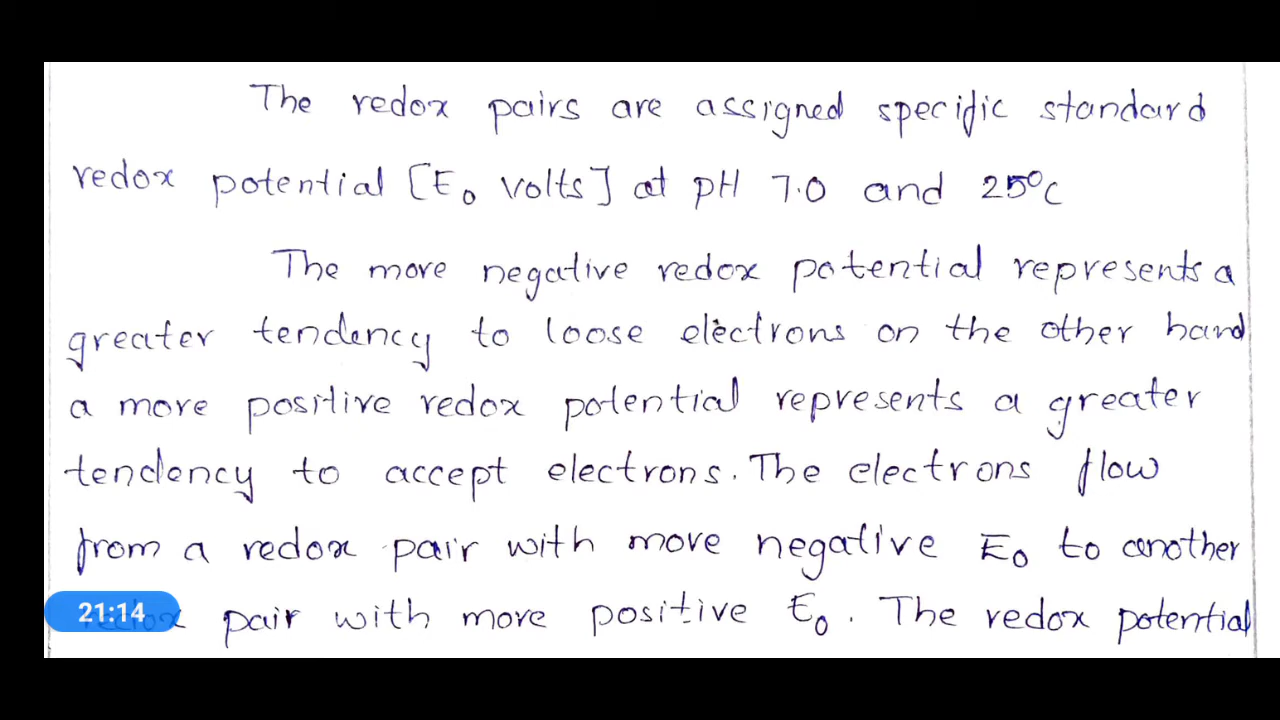 The redox pairs are assigned specific standard
redox potential [E₀ volts] at pH 7.0 and 25°C
The more negative redox potential represents a
greater tendency to loose electrons on the other hand
a more positive redox potential represents a greater
tendency to accept electrons. The electrons flow
from a redox pair with more negative E₀ to another
redox pair with more positive E₀. The redox potential
21:14